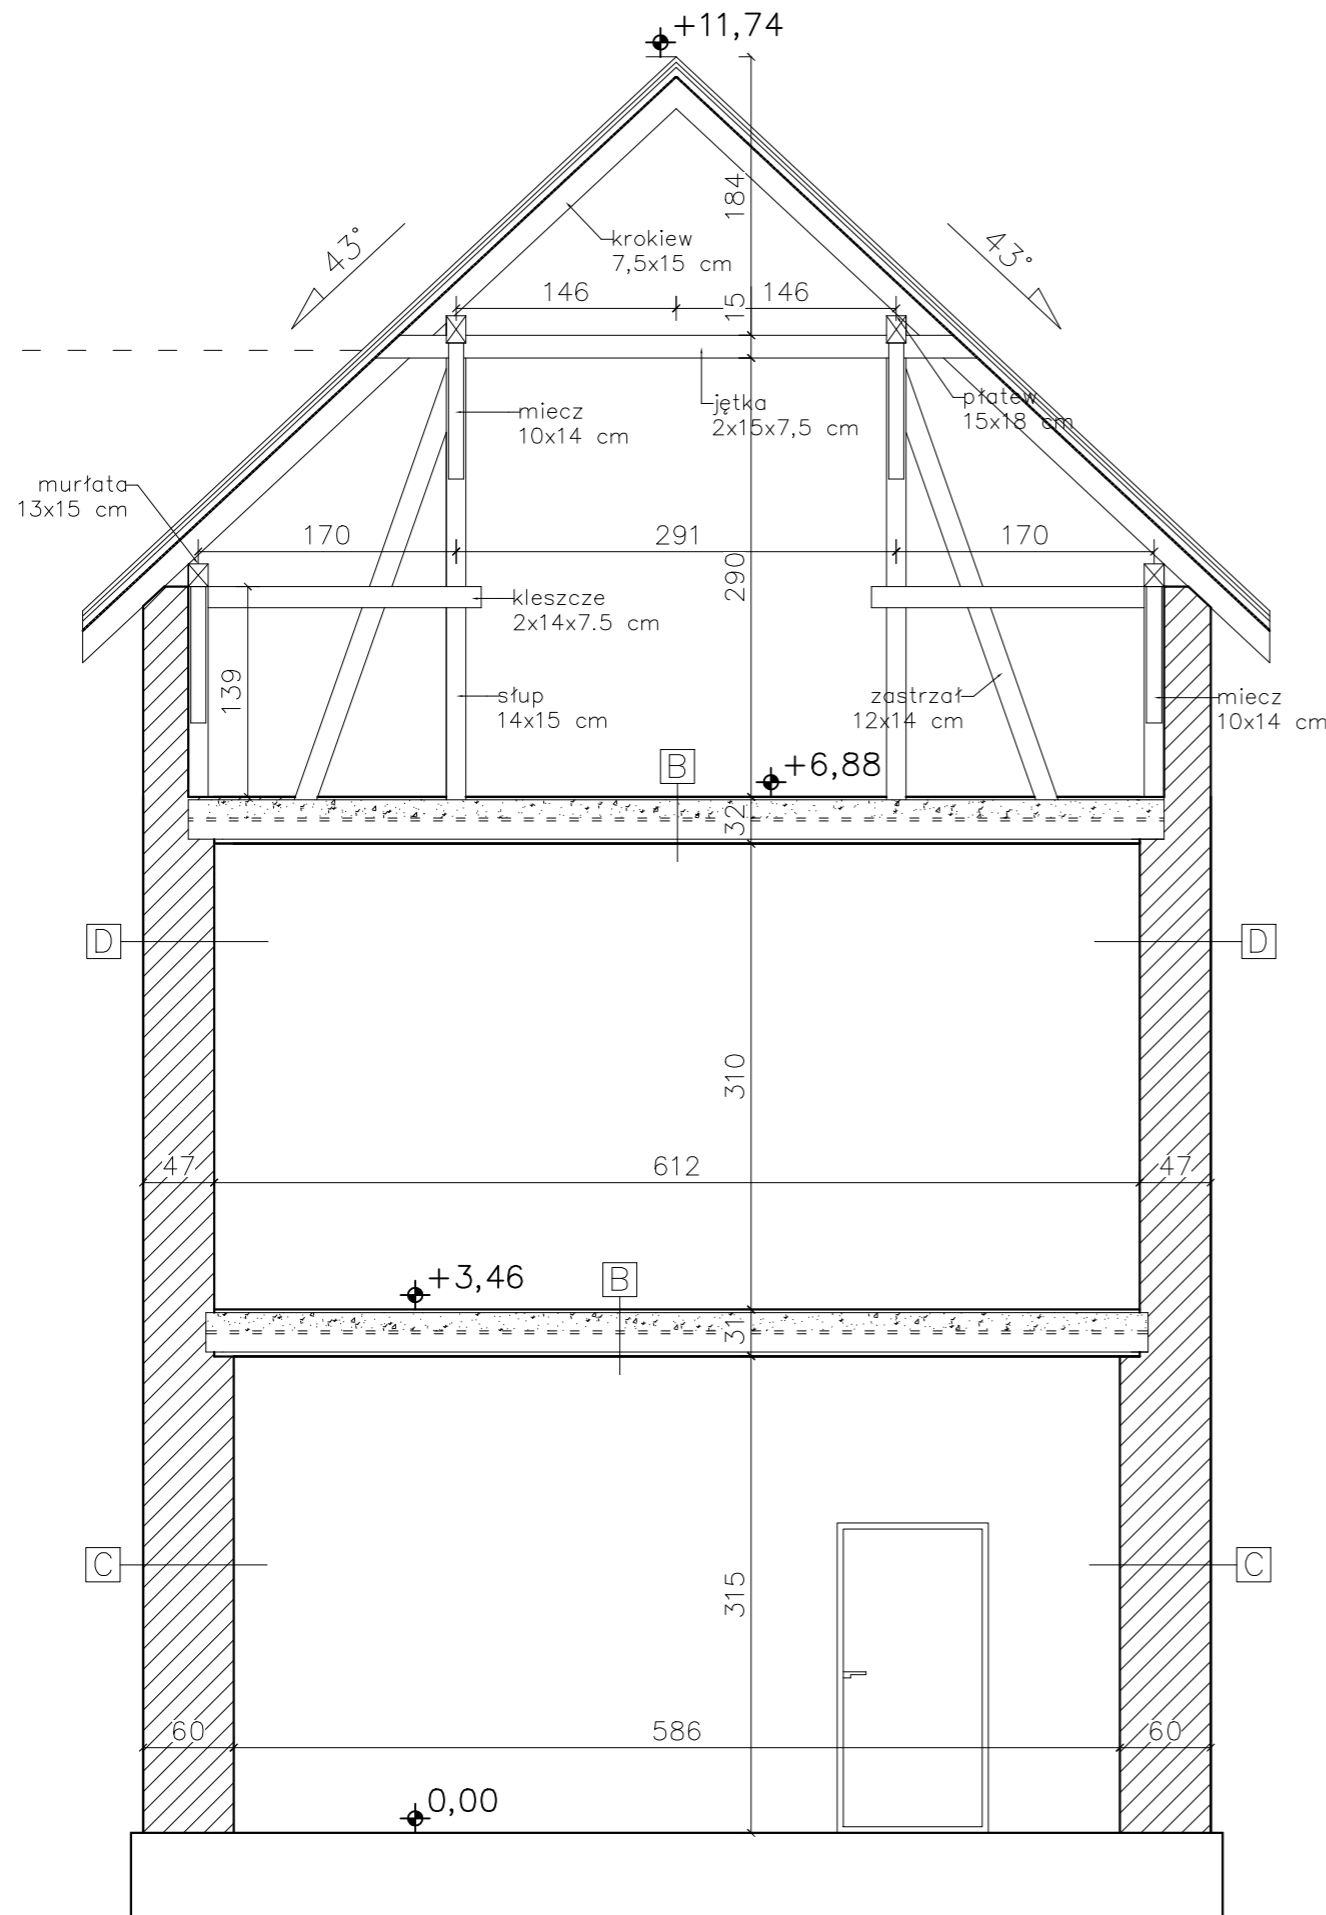 +11,74
184
43°
43°
krokiew
7,5x15 cm
146
146
15
miecz
10x14 cm
jętka
2x15x7,5 cm
płatew
15x18 cm
murłata
13x15 cm
170
291
170
290
kleszcze
2x14x7.5 cm
139
słup
14x15 cm
zastrzał
12x14 cm
miecz
10x14 cm
B
+6,88
32
D
D
310
47
612
47
+3,46
B
31
C
C
315
60
586
60
0,00